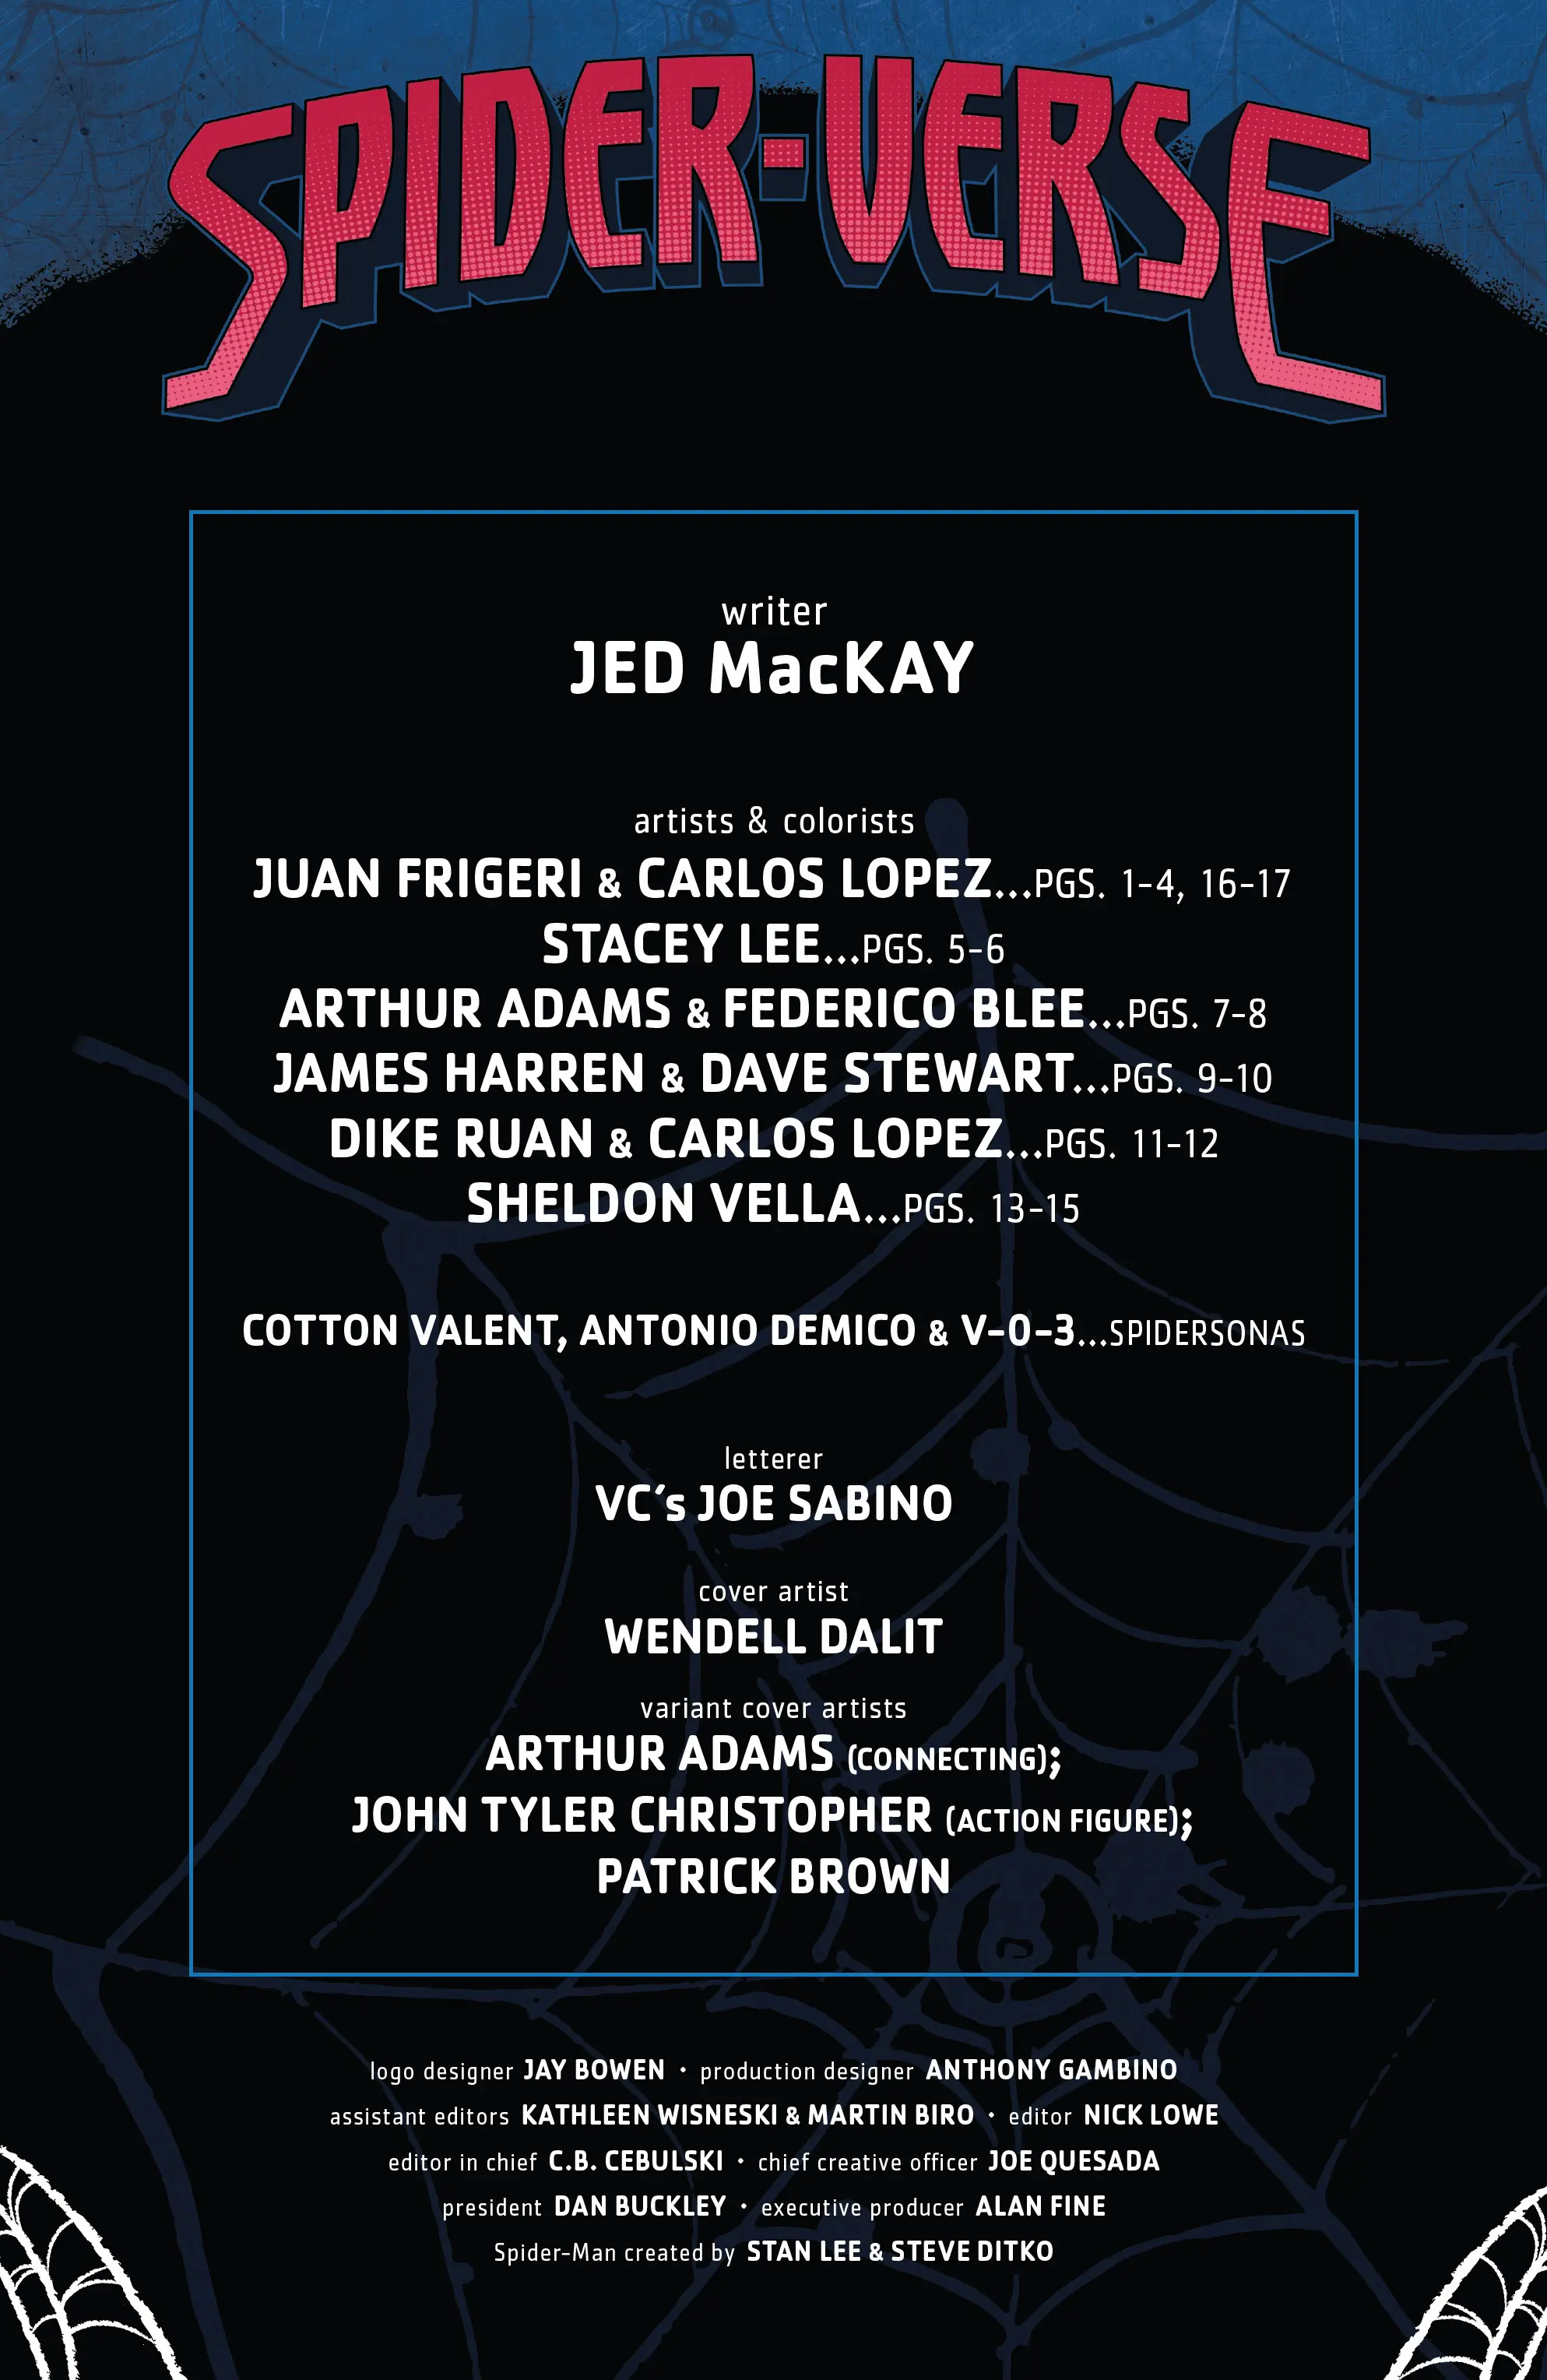 SPIDER-VERSE
writer
JED MacKAY
artists & colorists
JUAN FRIGERI & CARLOS LOPEZ...PGS. 1-4, 16-17
STACEY LEE...PGS. 5-6
ARTHUR ADAMS & FEDERICO BLEE...PGS. 7-8
JAMES HARREN & DAVE STEWART...PGS. 9-10
DIKE RUAN & CARLOS LOPEZ...PGS. 11-12
SHELDON VELLA...PGS. 13-15
COTTON VALENT, ANTONIO DEMICO & V-0-3...SPIDERSONAS
letterer
VC's JOE SABINO
cover artist
WENDELL DALIT
variant cover artists
ARTHUR ADAMS (CONNECTING);
JOHN TYLER CHRISTOPHER (ACTION FIGURE);
PATRICK BROWN
logo designer JAY BOWEN • production designer ANTHONY GAMBINO
assistant editors KATHLEEN WISNESKI & MARTIN BIRO • editor NICK LOWE
editor in chief C.B. CEBULSKI • chief creative officer JOE QUESADA
president DAN BUCKLEY • executive producer ALAN FINE
Spider-Man created by STAN LEE & STEVE DITKO